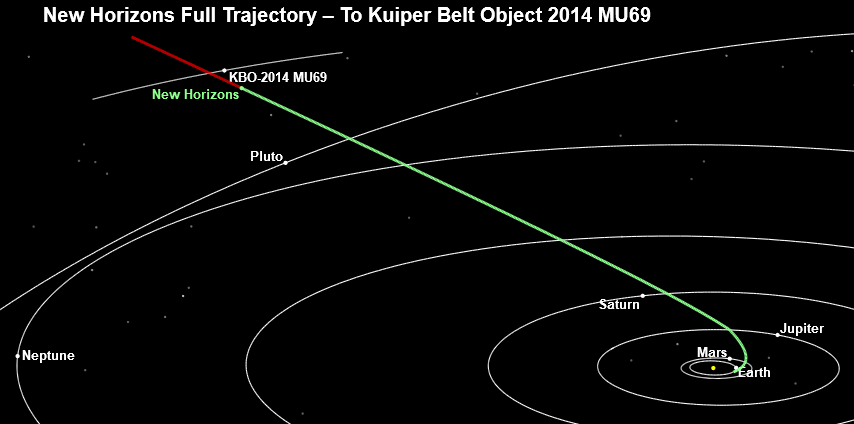 New Horizons Full Trajectory – To Kuiper Belt Object 2014 MU69
KBO-2014 MU69
New Horizons
Pluto
Saturn
Jupiter
Neptune
Mars
Earth